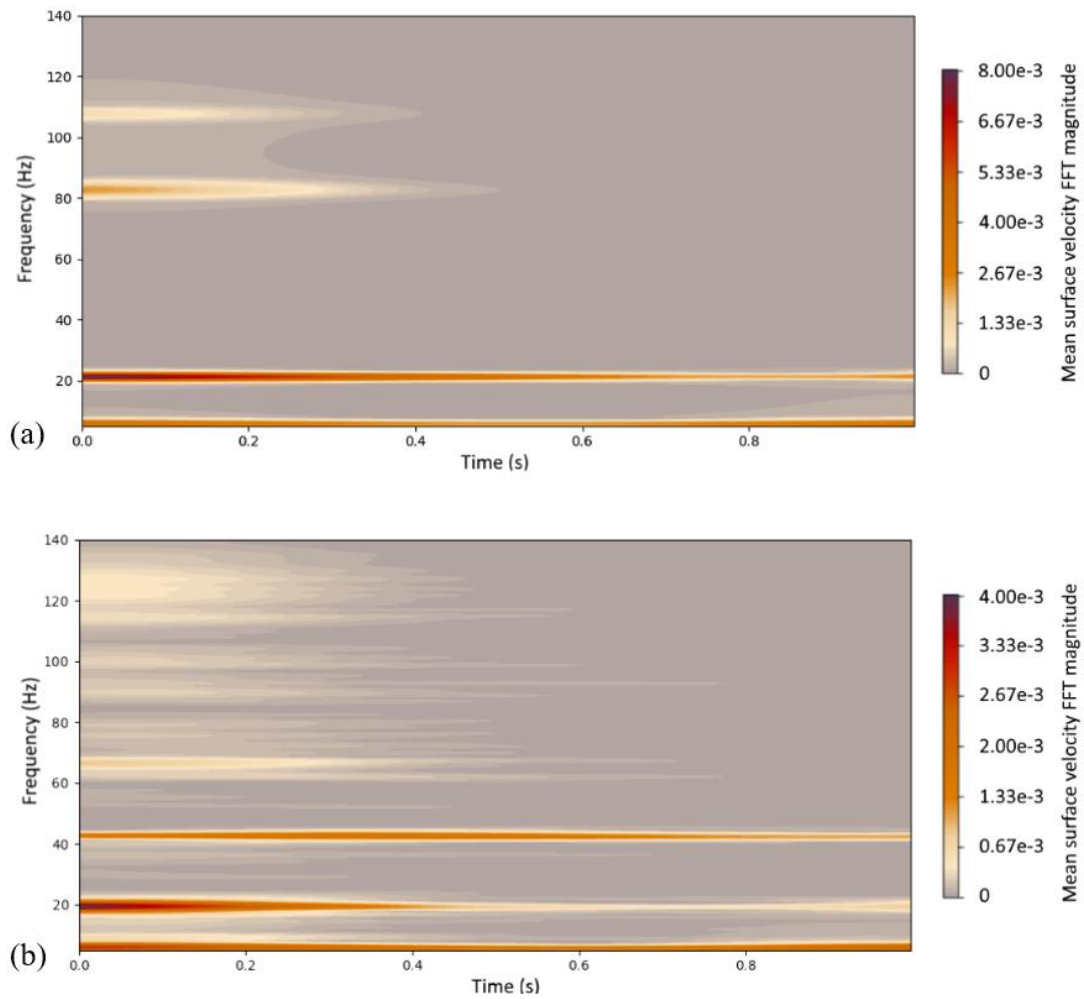 140
120
100
80
60
40
20
Frequency (Hz)
0.0
0.2
0.4
0.6
0.8
Time (s)
8.00e-3
6.67e-3
5.33e-3
4.00e-3
2.67e-3
1.33e-3
0
Mean surface velocity FFT magnitude
(a)
140
120
100
80
60
40
20
Frequency (Hz)
0.0
0.2
0.4
0.6
0.8
Time (s)
4.00e-3
3.33e-3
2.67e-3
2.00e-3
1.33e-3
0.67e-3
0
Mean surface velocity FFT magnitude
(b)